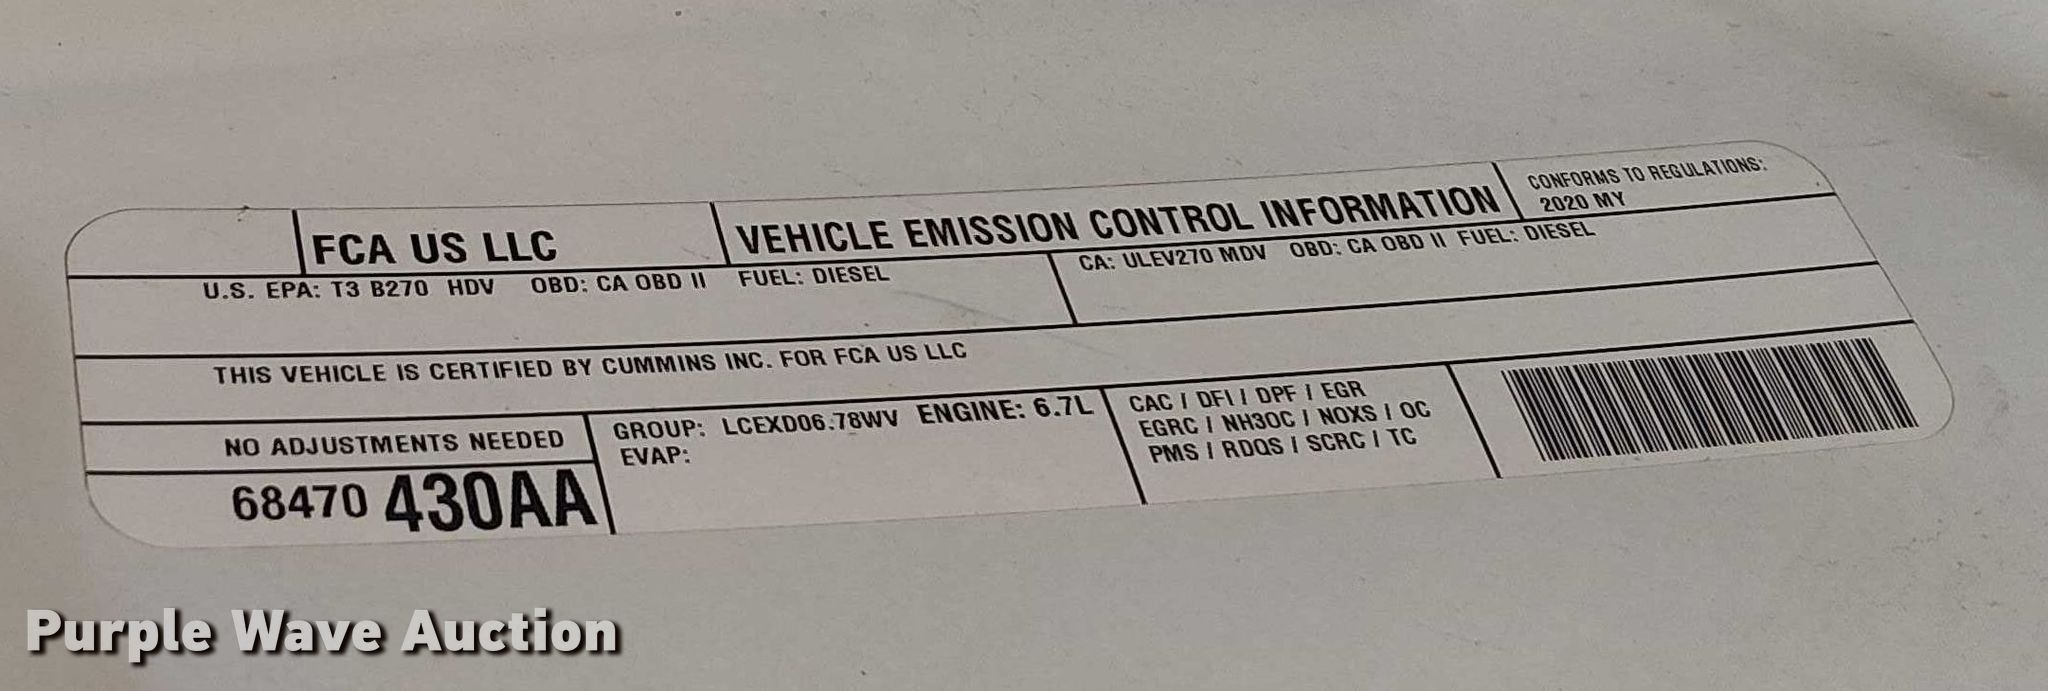 FCA US LLC
VEHICLE EMISSION CONTROL INFORMATION
CONFORMS TO REGULATIONS:
2020 MY
U.S. EPA: T3 B270 HDV OBD: CA OBD II FUEL: DIESEL
CA: ULEV270 MDV OBD: CA OBD II FUEL: DIESEL
THIS VEHICLE IS CERTIFIED BY CUMMINS INC. FOR FCA US LLC
NO ADJUSTMENTS NEEDED
68470 430AA
GROUP: LCEXD06.78WV ENGINE: 6.7L
EVAP:
CAC / DFI / DPF / EGR
EGRC / NH3OC / NOXS / OC
PMS / RDQS / SCRC / TC
Purple Wave Auction